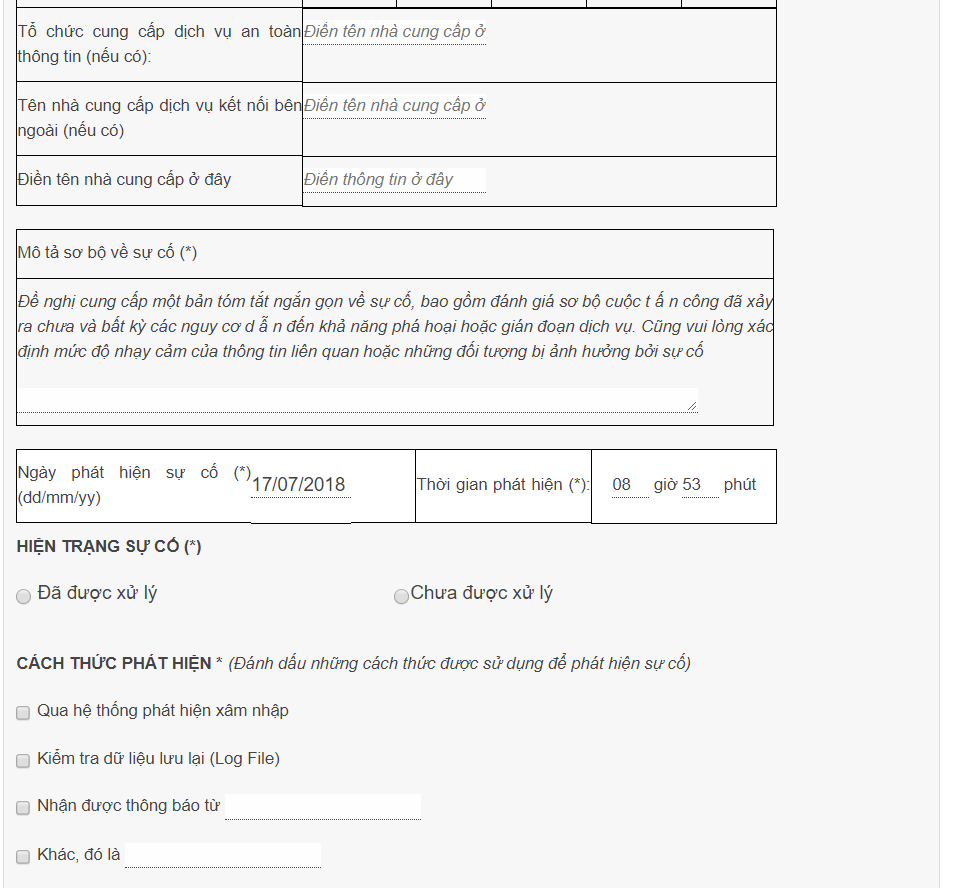 Tổ chức cung cấp dịch vụ an toàn Điền tên nhà cung cấp ở
thông tin (nếu có):
Tên nhà cung cấp dịch vụ kết nối bên Điền tên nhà cung cấp ở
ngoài (nếu có)
Điền tên nhà cung cấp ở đây Điền thông tin ở đây
Mô tả sơ bộ về sự cố (*)
Đề nghị cung cấp một bản tóm tắt ngắn gọn về sự cố, bao gồm đánh giá sơ bộ cuộc t ấ n công đã xảy
ra chưa và bất kỳ các nguy cơ d ẫ n đến khả năng phá hoại hoặc gián đoạn dịch vụ. Cũng vui lòng xác
định mức độ nhạy cảm của thông tin liên quan hoặc những đối tượng bị ảnh hưởng bởi sự cố
Ngày phát hiện sự cố (*)
(dd/mm/yy)
17/07/2018
Thời gian phát hiện (*): 08 giờ 53 phút
HIỆN TRẠNG SỰ CỐ (*)
Đã được xử lý Chưa được xử lý
CÁCH THỨC PHÁT HIỆN * (Đánh dấu những cách thức được sử dụng để phát hiện sự cố)
Qua hệ thống phát hiện xâm nhập
Kiểm tra dữ liệu lưu lại (Log File)
Nhận được thông báo từ
Khác, đó là